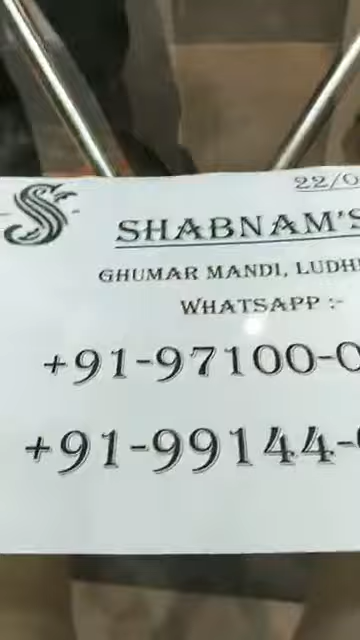 22/0
S
SHABNAM'S
GHUMAR MANDI, LUDH
WHATSAPP :-
+91-97100-0
+91-99144-